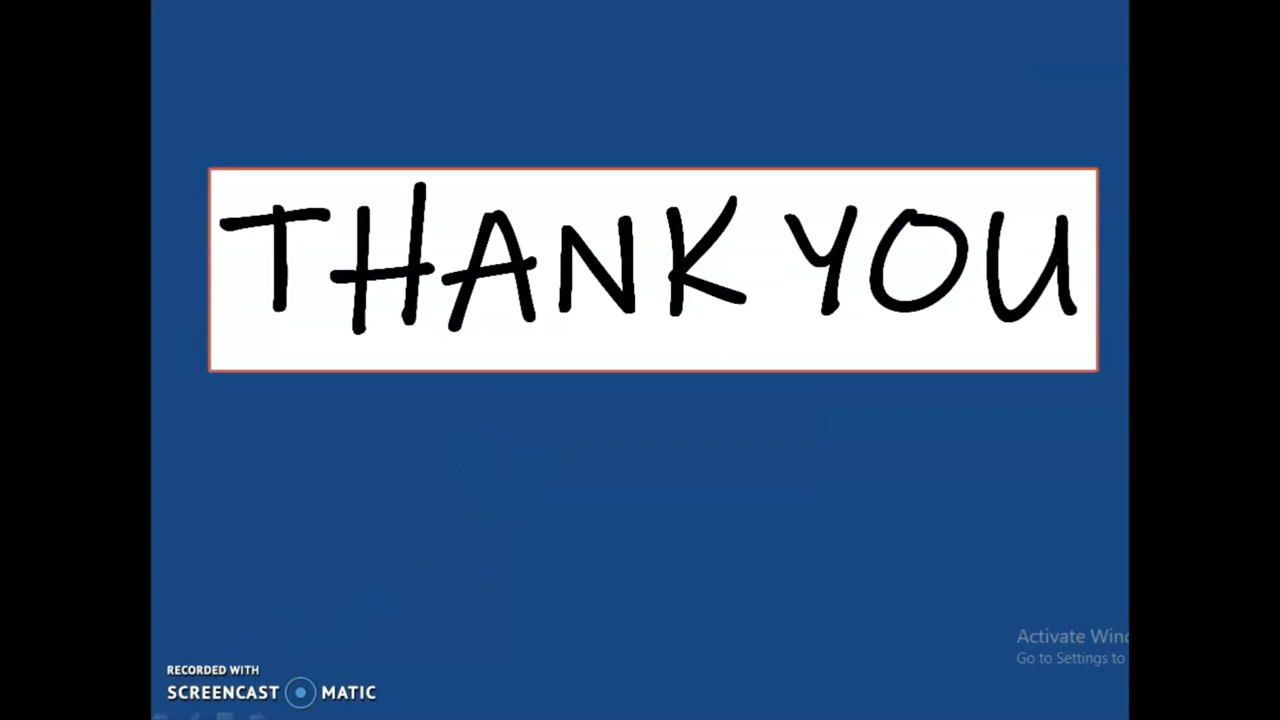 THANK YOU
Activate Win
Go to Settings to
RECORDED WITH
SCREENCAST MATIC